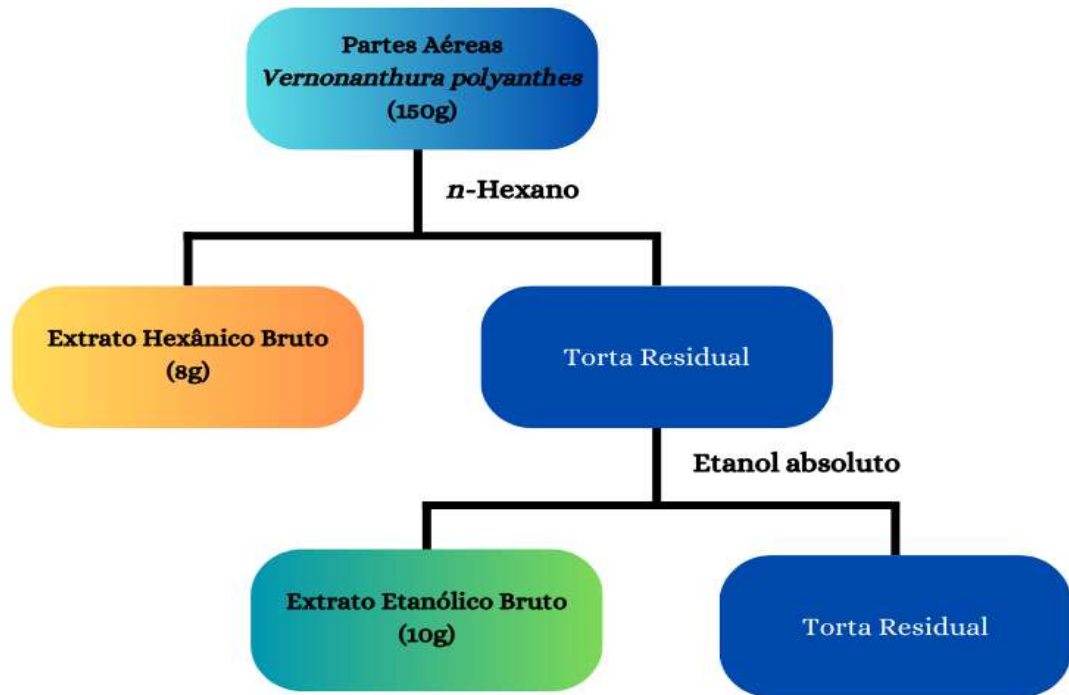 Partes Aéreas
Vernonanthura polyanthes
(150g)
n-Hexano
Extrato Hexânico Bruto
(8g)
Torta Residual
Etanol absoluto
Extrato Etanólico Bruto
(10g)
Torta Residual